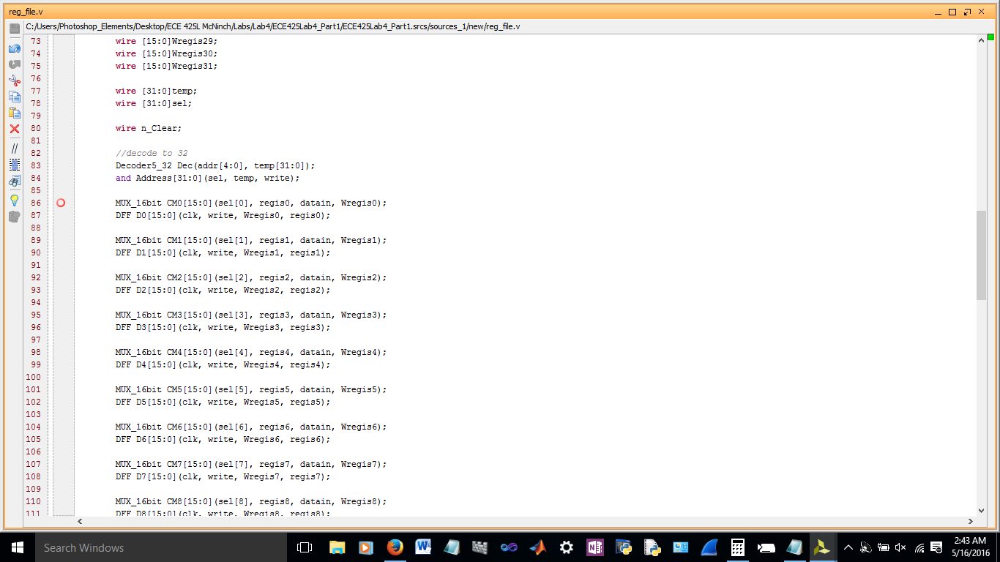 reg_file.v
C:/Users/Photoshop_Elements/Desktop/ECE 425L McNinch/Labs/Lab4/ECE425Lab4_Part1/ECE425Lab4_Part1.srcs/sources_1/new/reg_file.v
73 wire [15:0]Wregis29;
74 wire [15:0]Wregis30;
75 wire [15:0]Wregis31;
76
77 wire [31:0]temp;
78 wire [31:0]sel;
79
80 wire n_Clear;
81
82 //decode to 32
83 Decoder5_32 Dec(addr[4:0], temp[31:0]);
84 and Address[31:0](sel, temp, write);
85
86 MUX_16bit CM0[15:0](sel[0], regis0, datain, Wregis0);
87 DFF D0[15:0](clk, write, Wregis0, regis0);
88
89 MUX_16bit CM1[15:0](sel[1], regis1, datain, Wregis1);
90 DFF D1[15:0](clk, write, Wregis1, regis1);
91
92 MUX_16bit CM2[15:0](sel[2], regis2, datain, Wregis2);
93 DFF D2[15:0](clk, write, Wregis2, regis2);
94
95 MUX_16bit CM3[15:0](sel[3], regis3, datain, Wregis3);
96 DFF D3[15:0](clk, write, Wregis3, regis3);
97
98 MUX_16bit CM4[15:0](sel[4], regis4, datain, Wregis4);
99 DFF D4[15:0](clk, write, Wregis4, regis4);
100
101 MUX_16bit CM5[15:0](sel[5], regis5, datain, Wregis5);
102 DFF D5[15:0](clk, write, Wregis5, regis5);
103
104 MUX_16bit CM6[15:0](sel[6], regis6, datain, Wregis6);
105 DFF D6[15:0](clk, write, Wregis6, regis6);
106
107 MUX_16bit CM7[15:0](sel[7], regis7, datain, Wregis7);
108 DFF D7[15:0](clk, write, Wregis7, regis7);
109
110 MUX_16bit CM8[15:0](sel[8], regis8, datain, Wregis8);
111 DFF D8[15:0](clk, write, Wregis8, regis8);
Search Windows
2:43 AM
5/16/2016